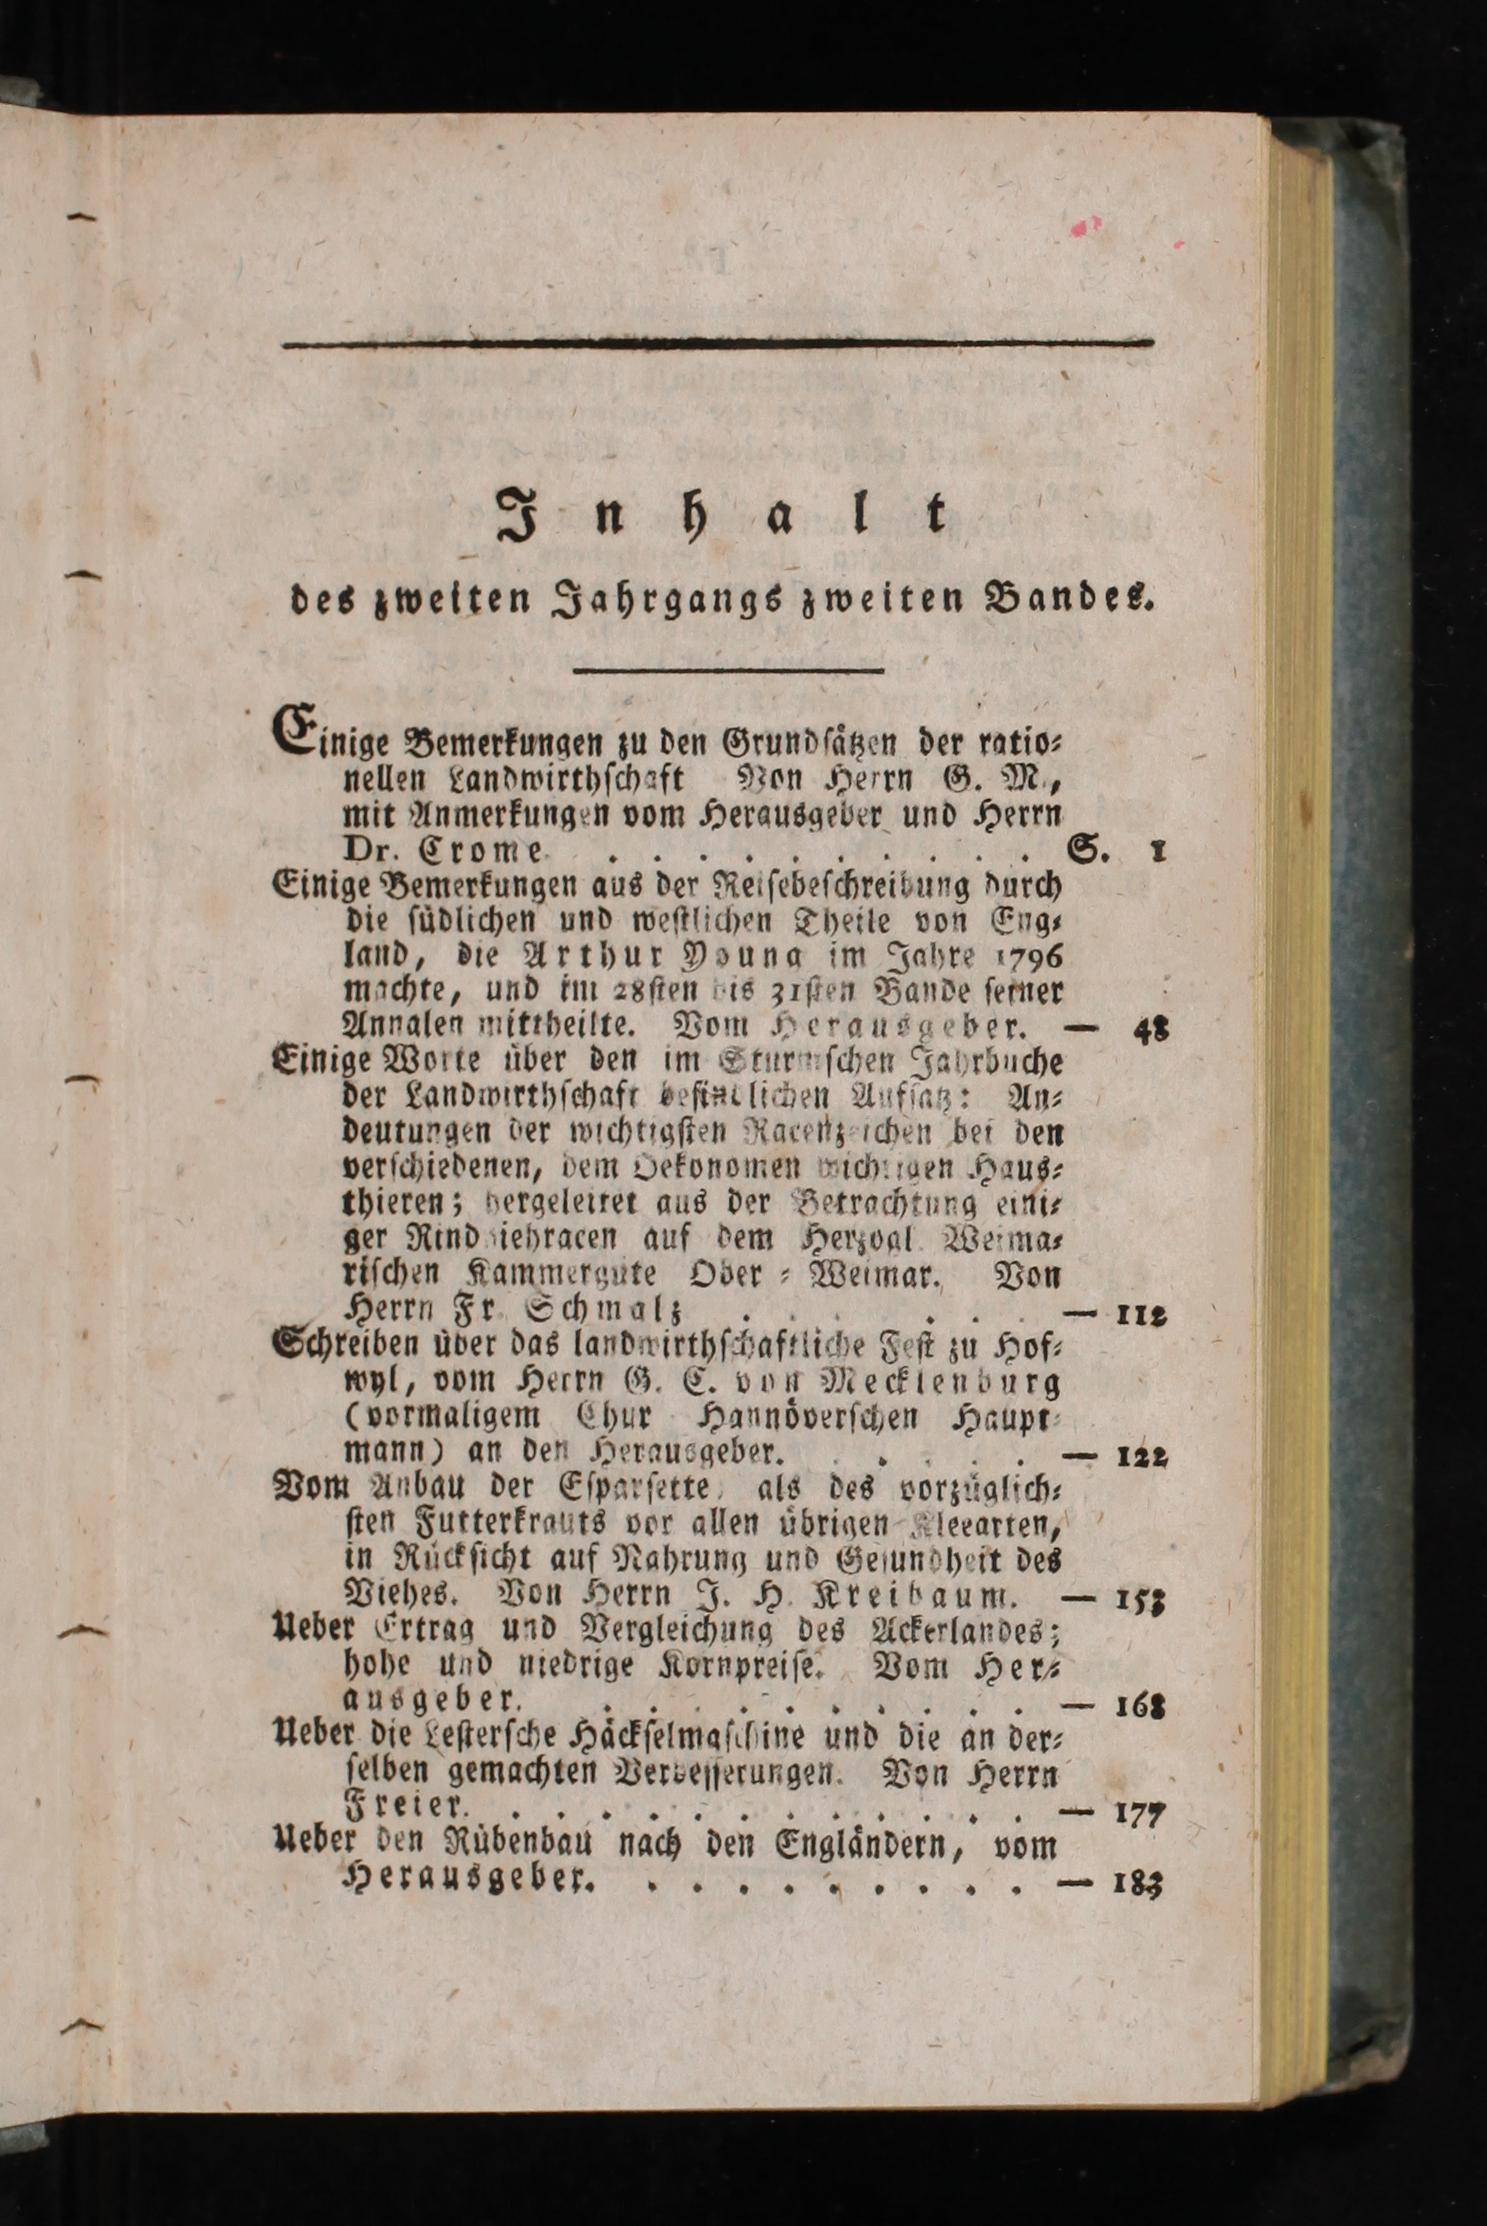 Inhalt
des zweiten Jahrgangs zweiten Bandes.
Einige Bemerkungen zu den Grundsätzen der ratio-
nellen Landwirthschaft Von Herrn G. M.,
mit Anmerkungen vom Herausgeber und Herrn
Dr. Crome. . . . . . . . . . . S. 1
Einige Bemerkungen aus der Reisebeschreibung durch
die südlichen und westlichen Theile von Eng-
land, die Arthur Young im Jahre 1796
machte, und im 28sten bis 31sten Bande seiner
Annalen mittheilte. Vom Herausgeber. — 48
Einige Worte über den im Sturmschen Jahrbuche
der Landwirthschaft befindlichen Aufsatz: An-
deutungen der wichtigsten Racenzeichen bei den
verschiedenen, dem Oekonomen wichtigen Haus-
thieren; hergeleitet aus der Betrachtung eini-
ger Rindviehracen auf dem Herzogl. Weima-
rischen Kammergute Ober-Weimar. Von
Herrn Fr. Schmalz . . . . . . . — 112
Schreiben über das landwirthschaftliche Fest zu Hof-
wyl, vom Herrn G. C. von Mecklenburg
(vormaligem Chur Hannöverschen Haupt-
mann) an den Herausgeber. . . . . . — 122
Vom Anbau der Esparsette, als des vorzüglich-
sten Futterkrauts vor allen übrigen Kleearten,
in Rücksicht auf Nahrung und Gesundheit des
Viehes. Von Herrn J. H. Kreibaum. — 153
Ueber Ertrag und Vergleichung des Ackerlandes;
hohe und niedrige Kornpreise. Vom Her-
ausgeber. . . . . . . . . . . — 168
Ueber die Lestersche Häckselmaschine und die an der-
selben gemachten Verbesserungen. Von Herrn
Freier. . . . . . . . . . . . . — 177
Ueber den Rübenbau nach den Engländern, vom
Herausgeber. . . . . . . . . . — 183